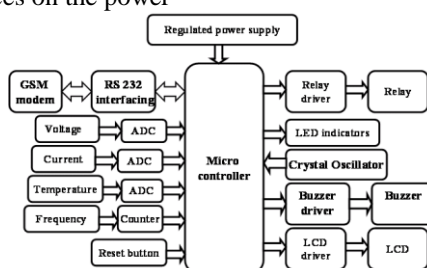 es on the power
Regulated power supply
GSM
modem
RS 232
interfacing
Voltage
ADC
Current
ADC
Temperature
ADC
Frequency
Counter
Reset button
Micro
controller
Relay
driver
Relay
LED indicators
Crystal Oscillator
Buzzer
driver
Buzzer
LCD
driver
LCD